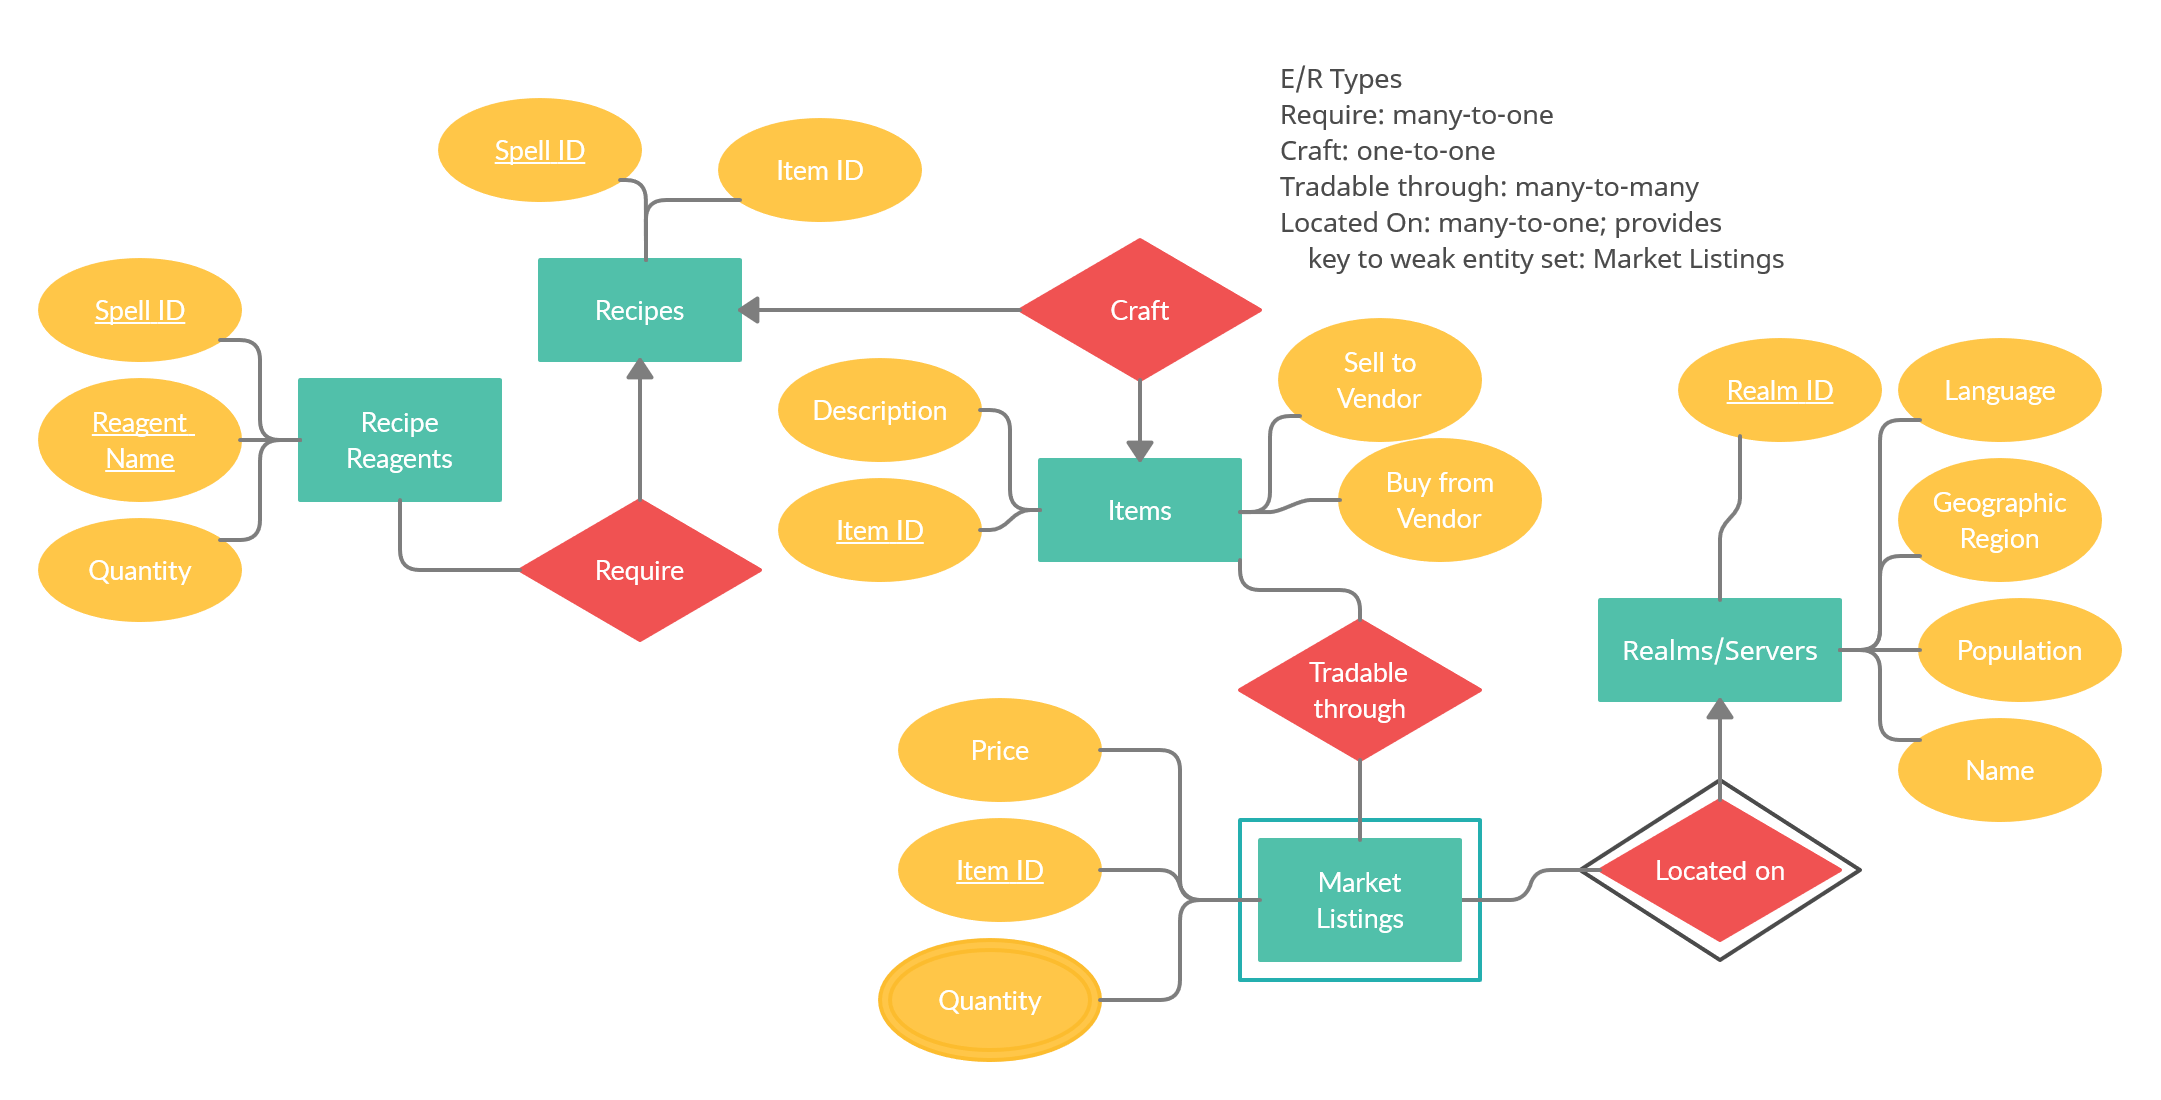 E/R Types
Require: many-to-one
Craft: one-to-one
Tradable through: many-to-many
Located On: many-to-one; provides
key to weak entity set: Market Listings
Spell ID
Item ID
Recipes
Craft
Spell ID
Reagent
Name
Quantity
Recipe
Reagents
Require
Description
Item ID
Items
Sell to
Vendor
Buy from
Vendor
Realm ID
Language
Geographic
Region
Realms/Servers
Population
Name
Tradable
through
Price
Item ID
Quantity
Market
Listings
Located on